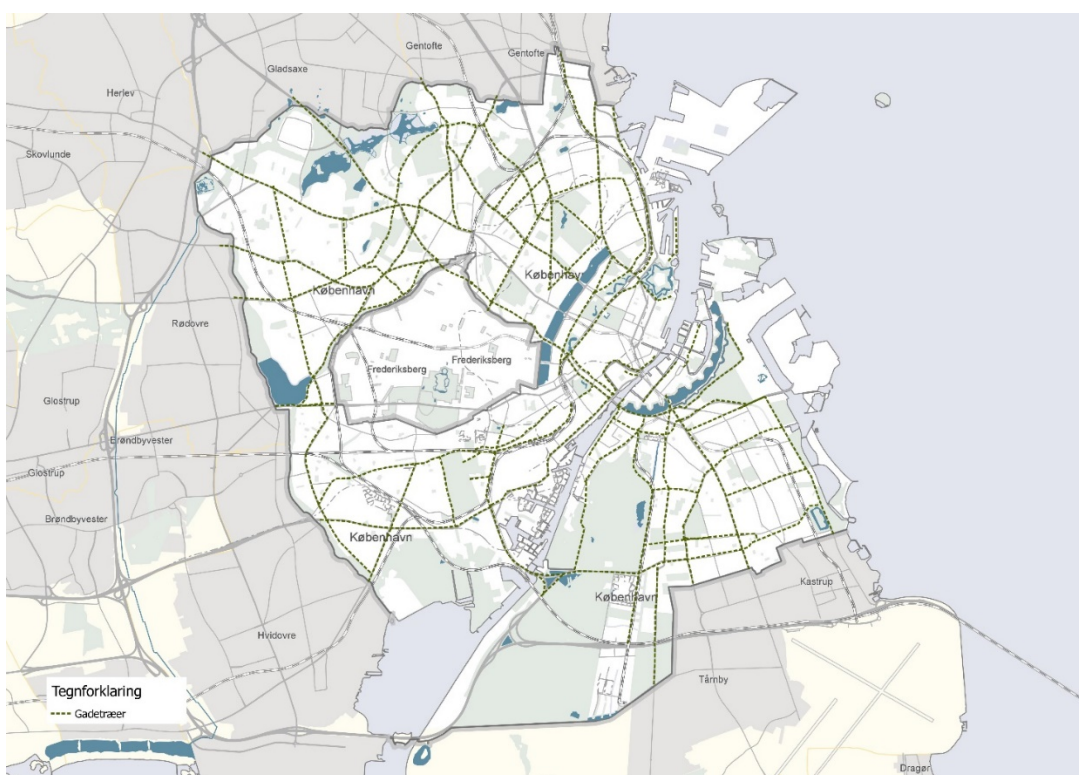 Gentofte
Gentofte
Gladsaxe
Herlev
Skovlunde
København
København
Rødovre
Frederiksberg
Frederiksberg
Glostrup
Brøndbyvester
Glostrup
Brøndbyvester
København
Kastrup
København
Hvidovre
Tårnby
Tegnforklaring
Gadetræer
Dragør